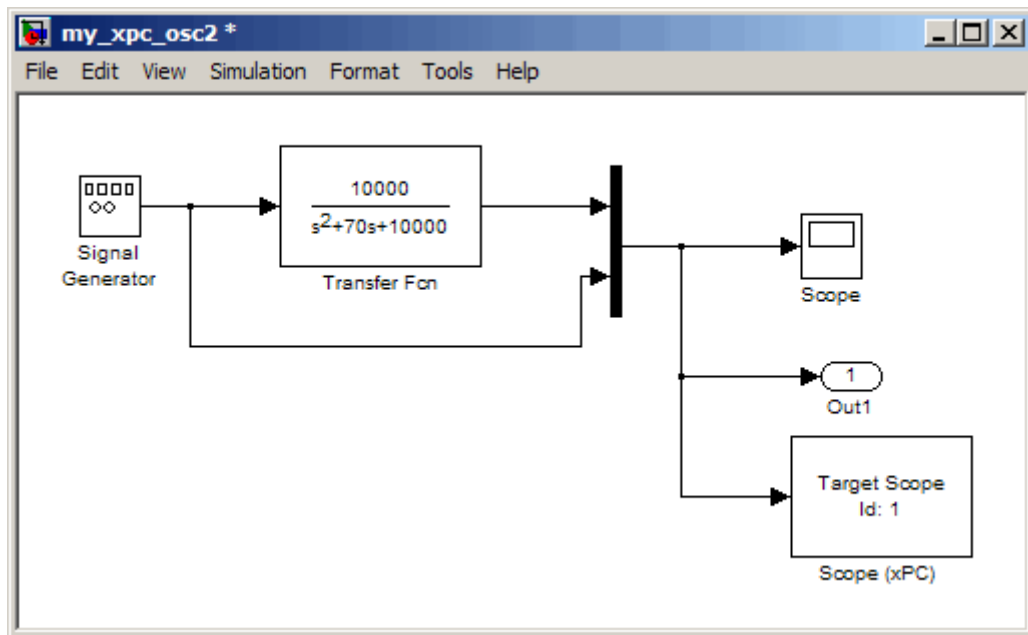 my_xpc_osc2 *
File Edit View Simulation Format Tools Help
Signal
Generator
10000
s2+70s+10000
Transfer Fcn
Scope
1
Out1
Target Scope
Id: 1
Scope (xPC)